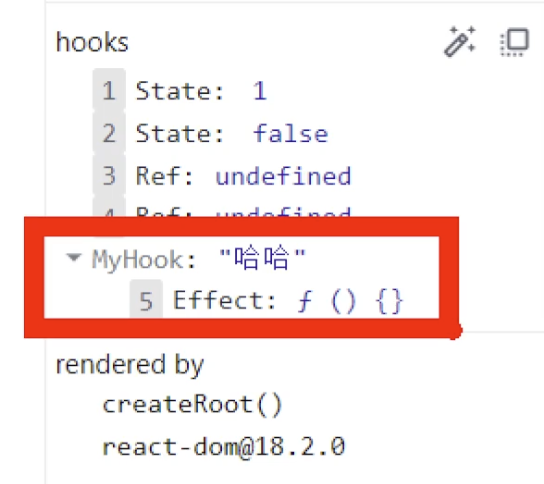 hooks
1 State: 1
2 State: false
3 Ref: undefined
4 Ref: undefined
MyHook: "哈哈"
5 Effect: ƒ () {}
rendered by
createRoot()
react-dom@18.2.0